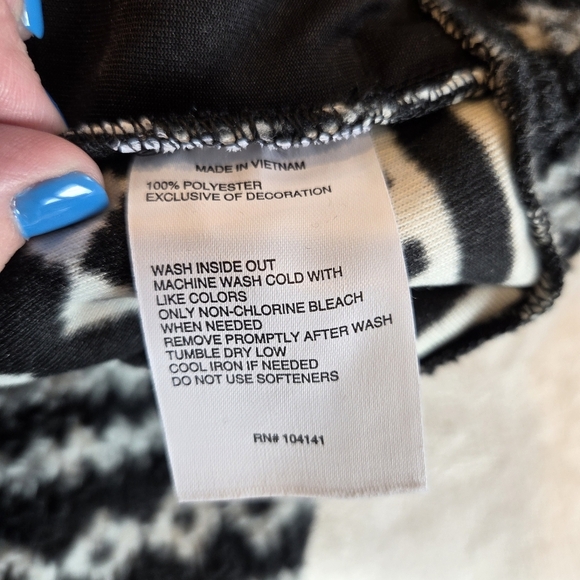 MADE IN VIETNAM
100% POLYESTER
EXCLUSIVE OF DECORATION
WASH INSIDE OUT
MACHINE WASH COLD WITH
LIKE COLORS
ONLY NON-CHLORINE BLEACH
WHEN NEEDED
REMOVE PROMPTLY AFTER WASH
TUMBLE DRY LOW
COOL IRON IF NEEDED
DO NOT USE SOFTENERS
RN# 104141